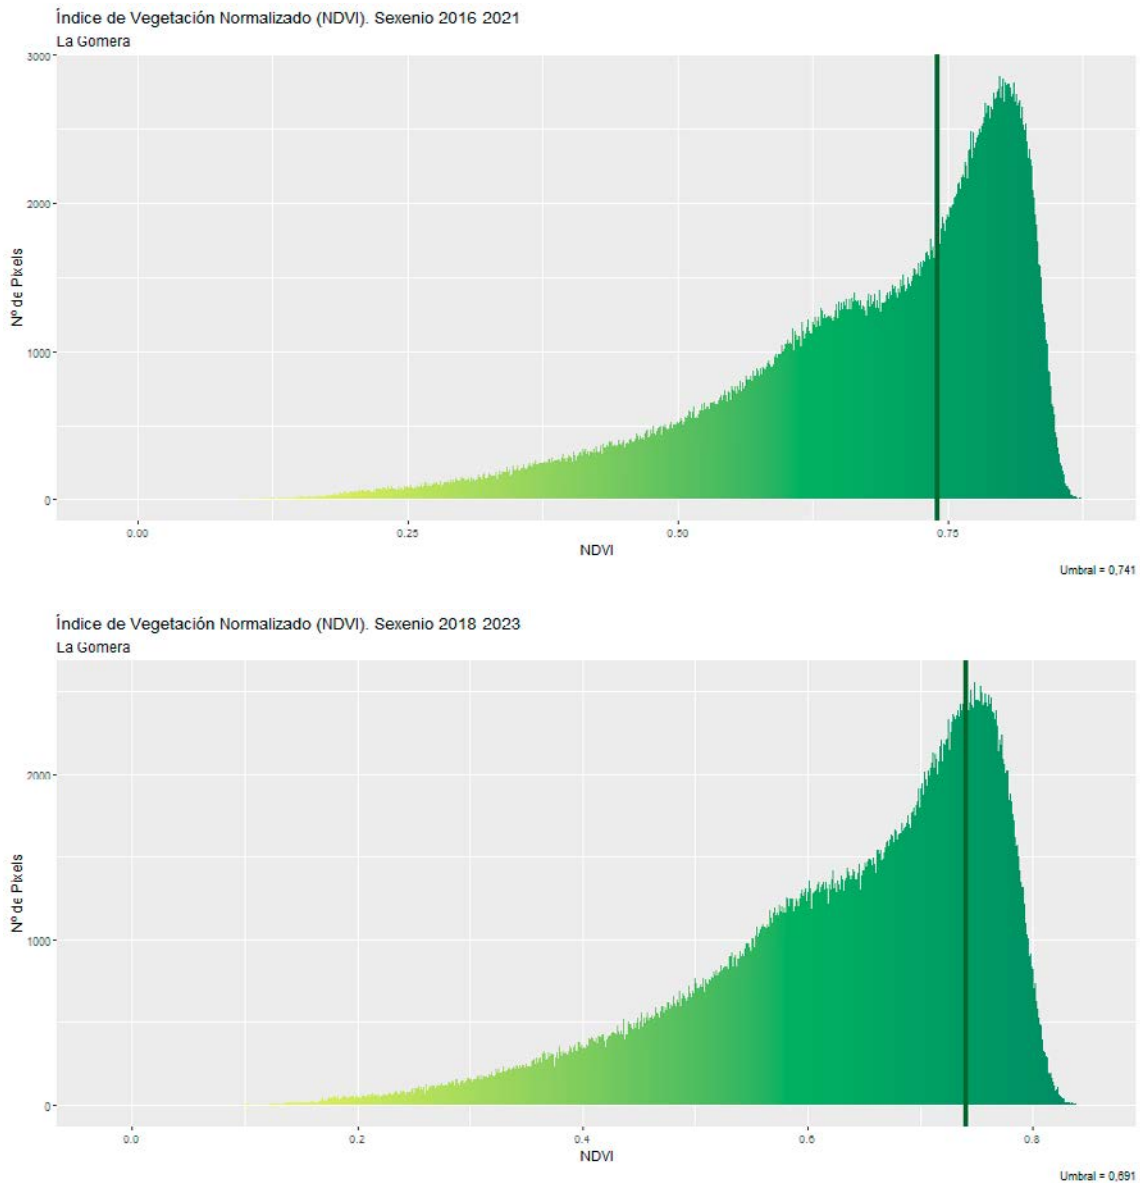 Índice de Vegetación Normalizado (NDVI). Sexenio 2016 2021
La Gomera
3000
2000
1000
0
Nº de Pixels
0.00 0.25 0.50 0.75
NDVI
Umbral = 0,741
Índice de Vegetación Normalizado (NDVI). Sexenio 2018 2023
La Gomera
2000
1000
0
Nº de Pixels
0.0 0.2 0.4 0.6 0.8
NDVI
Umbral = 0,691